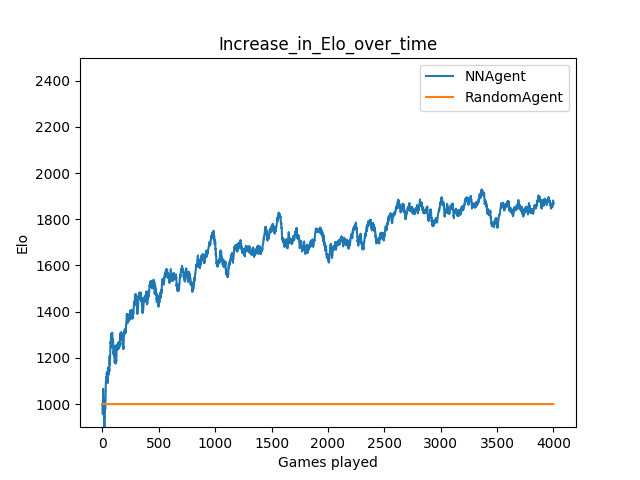 Increase_in_Elo_over_time
NNAgent
RandomAgent
2400
2200
2000
1800
1600
1400
1200
1000
Elo
0 500 1000 1500 2000 2500 3000 3500 4000
Games played